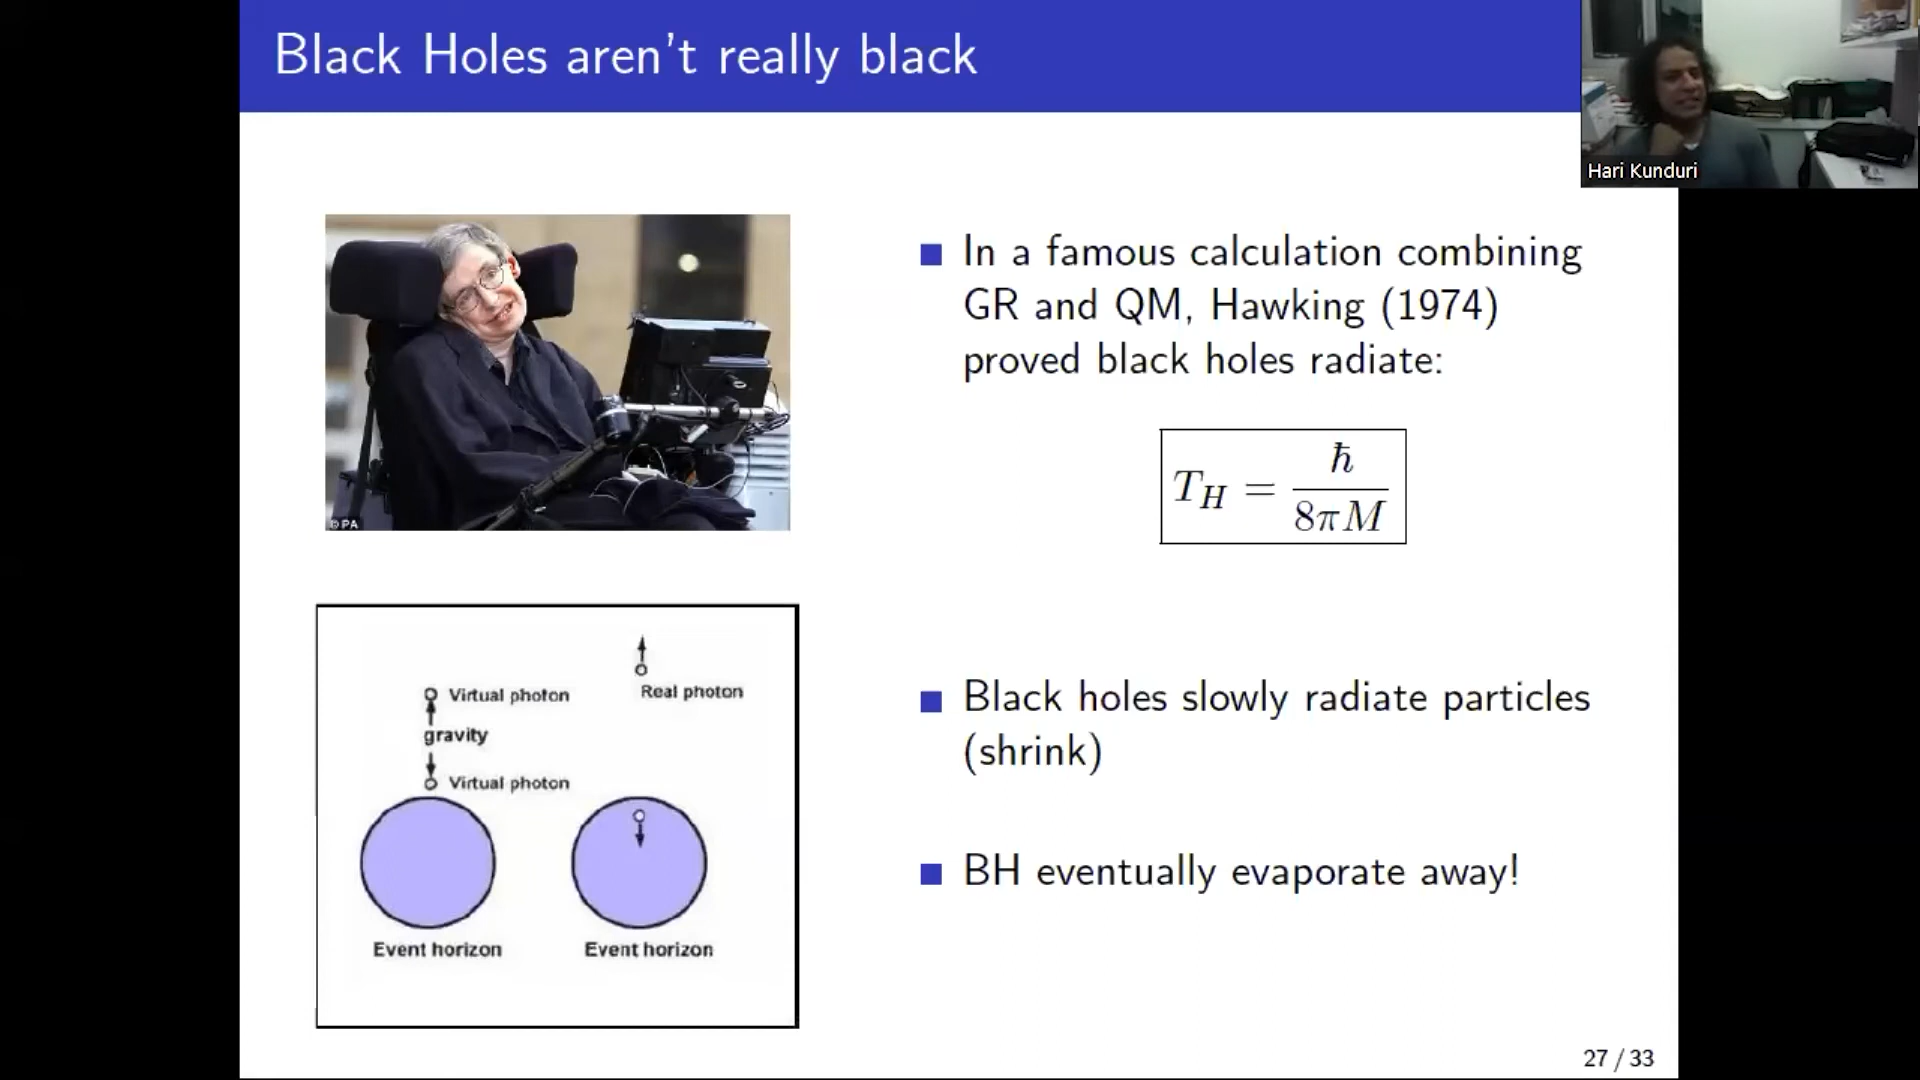 Black Holes aren't really black
Hari Kunduri
© PA
In a famous calculation combining
GR and QM, Hawking (1974)
proved black holes radiate:
T_H = ℏ / 8πM
Virtual photon
gravity
Virtual photon
Event horizon
Real photon
Event horizon
Black holes slowly radiate particles
(shrink)
BH eventually evaporate away!
27 / 33